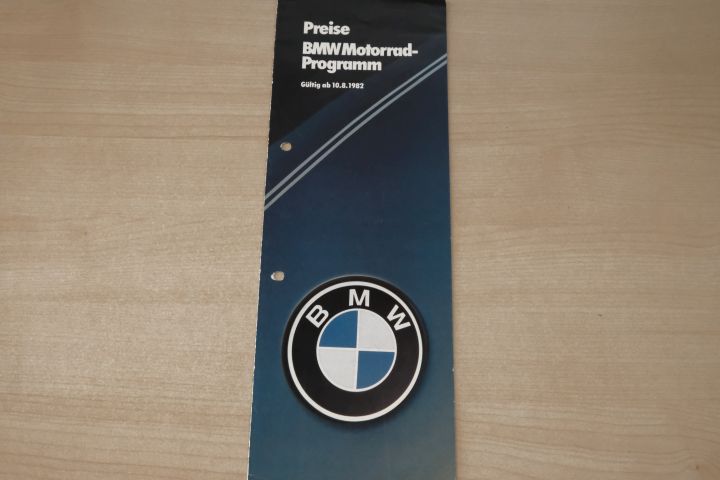 Preise
BMW Motorrad-
Programm
Gültig ab 10.8.1982
BMW